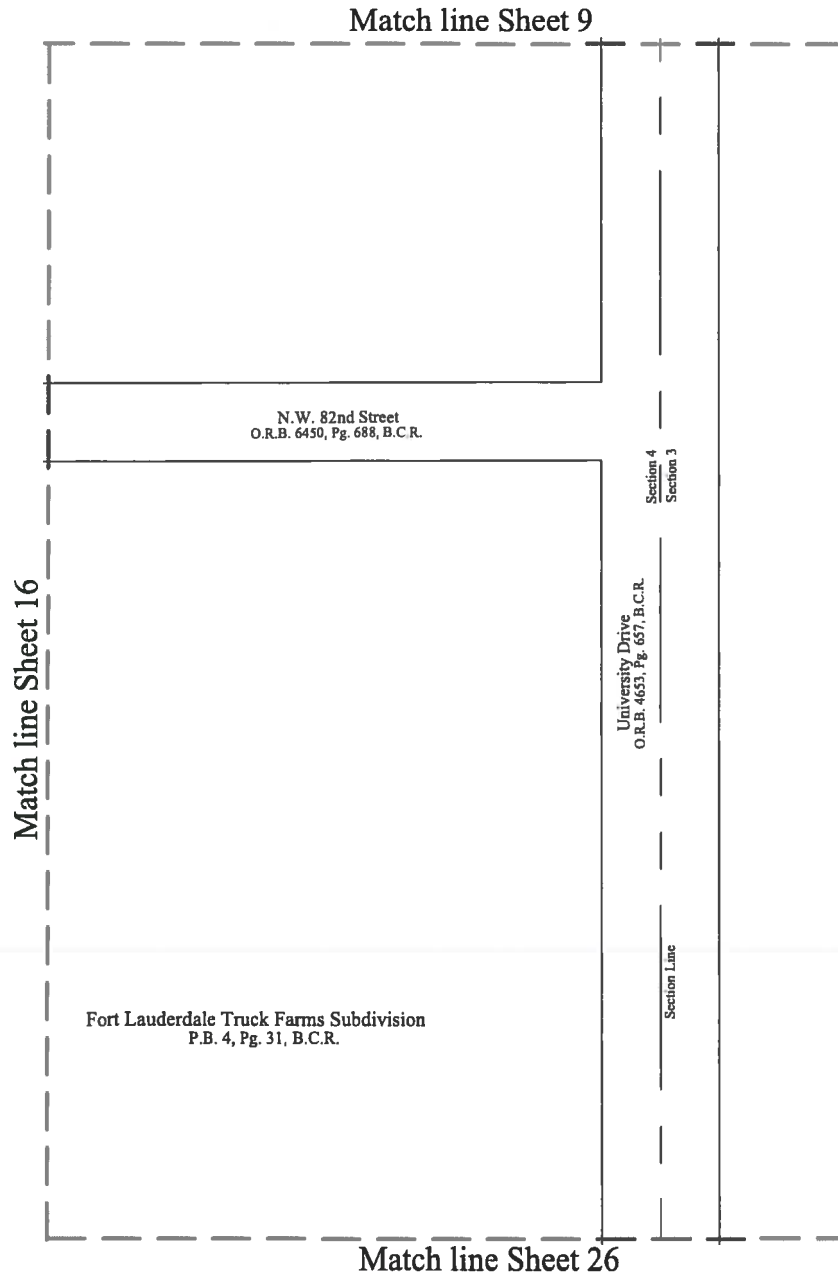 Match line Sheet 9
N.W. 82nd Street
O.R.B. 6450, Pg. 688, B.C.R.
Section 4
Section 3
Match line Sheet 16
University Drive
O.R.B. 4653, Pg. 657, B.C.R.
Section Line
Fort Lauderdale Truck Farms Subdivision
P.B. 4, Pg. 31, B.C.R.
Match line Sheet 26